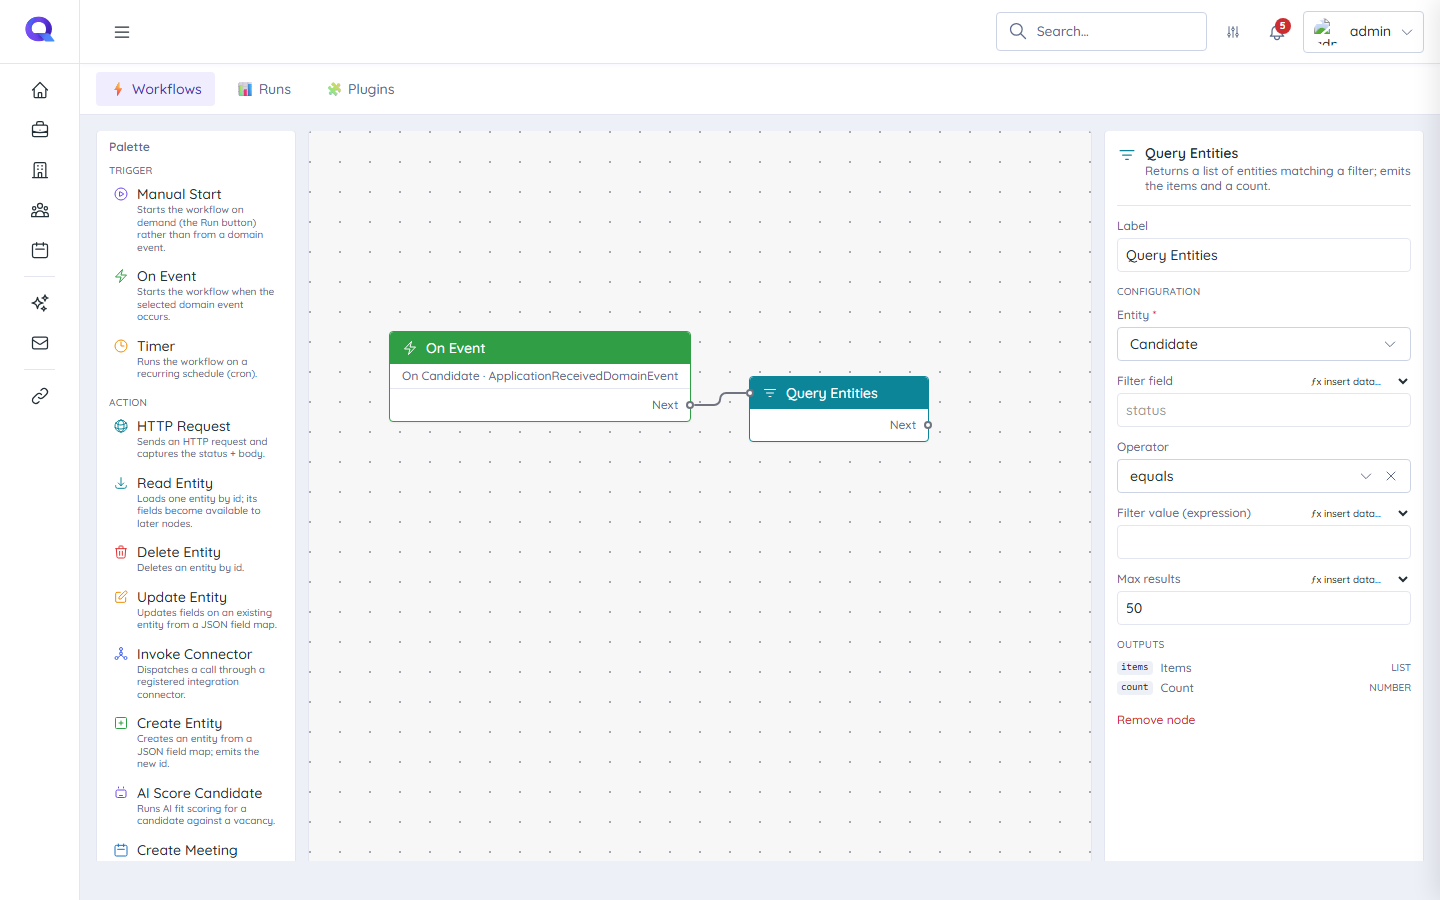 Search...
5
admin
Workflows
Runs
Plugins
Palette
TRIGGER
Manual Start
Starts the workflow on
demand (the Run button)
rather than from a domain
event.
On Event
Starts the workflow when the
selected domain event
occurs.
Timer
Runs the workflow on a
recurring schedule (cron).
ACTION
HTTP Request
Sends an HTTP request and
captures the status + body.
Read Entity
Loads one entity by id; its
fields become available to
later nodes.
Delete Entity
Deletes an entity by id.
Update Entity
Updates fields on an existing
entity from a JSON field map.
Invoke Connector
Dispatches a call through a
registered integration
connector.
Create Entity
Creates an entity from a
JSON field map; emits the
new id.
AI Score Candidate
Runs AI fit scoring for a
candidate against a vacancy.
Create Meeting
On Event
On Candidate · ApplicationReceivedDomainEvent
Next
Query Entities
Next
Query Entities
Returns a list of entities matching a filter; emits
the items and a count.
Label
Query Entities
CONFIGURATION
Entity *
Candidate
Filter field
ƒx insert data...
status
Operator
equals
Filter value (expression)
ƒx insert data...
Max results
ƒx insert data...
50
OUTPUTS
items Items LIST
count Count NUMBER
Remove node